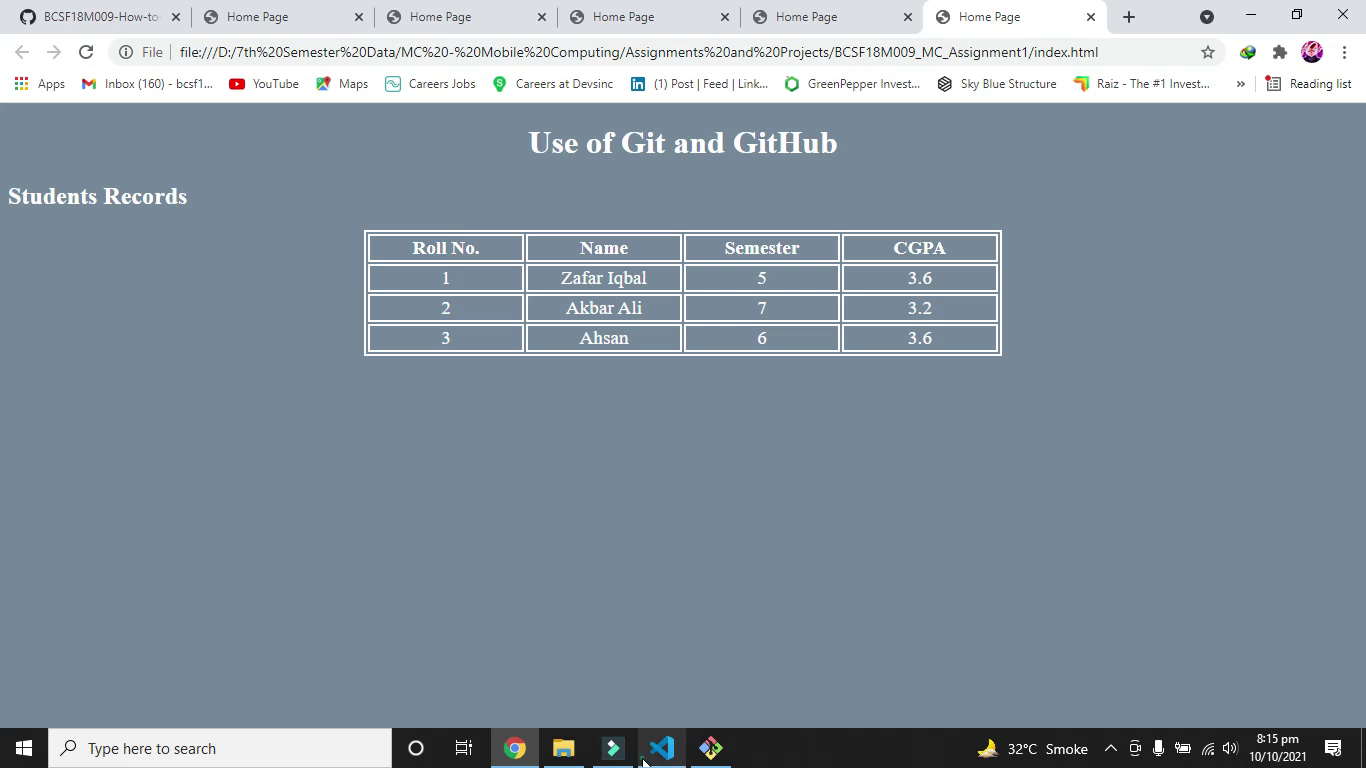 BCSF18M009-How-to- Home Page Home Page Home Page Home Page Home Page
File file:///D:/7th%20Semester%20Data/MC%20-%20Mobile%20Computing/Assignments%20and%20Projects/BCSF18M009_MC_Assignment1/index.html
Apps Inbox (160) - bcsf1... YouTube Maps Careers Jobs Careers at Devsinc (1) Post | Feed | Link... GreenPepper Invest... Sky Blue Structure Raiz - The #1 Invest... » Reading list
Use of Git and GitHub
Students Records
Roll No. Name Semester CGPA
1 Zafar Iqbal 5 3.6
2 Akbar Ali 7 3.2
3 Ahsan 6 3.6
Type here to search 32°C Smoke 8:15 pm
10/10/2021